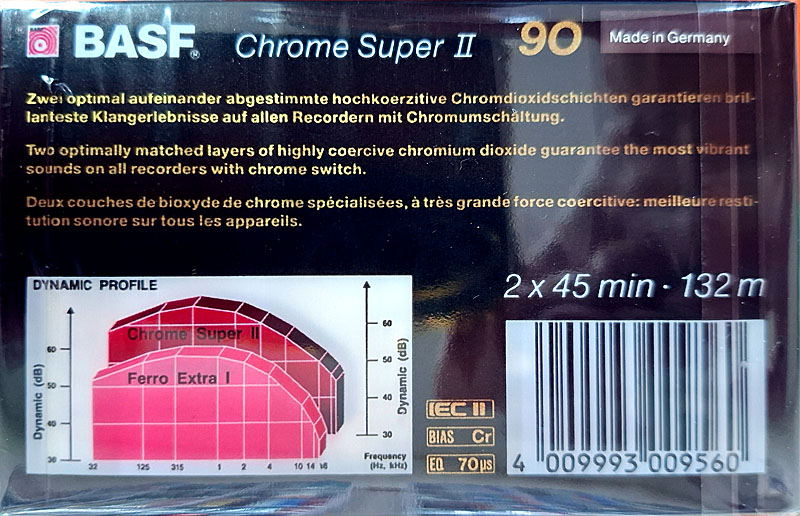 BASF® Chrome Super II 90 Made in Germany
Zwei optimal aufeinander abgestimmte hochkoerzitive Chromdioxidschichten garantieren bril-
lanteste Klangerlebnisse auf allen Recordern mit Chromumschaltung.
Two optimally matched layers of highly coercive chromium dioxide guarantee the most vibrant
sounds on all recorders with chrome switch.
Deux couches de bioxyde de chrome spécialisées, à très grande force coercitive: meilleure resti-
tution sonore sur tous les appareils.
2 x 45 min · 132 m
DYNAMIC PROFILE
Chrome Super II
Ferro Extra I
Dynamic (dB)
60
50
40
30
Dynamic (dB)
60
50
40
30
32 125 315 1 2 4 10 14 16
Frequency
(Hz, kHz)
IEC II
BIAS Cr
EQ 70µs
4 009993 009560